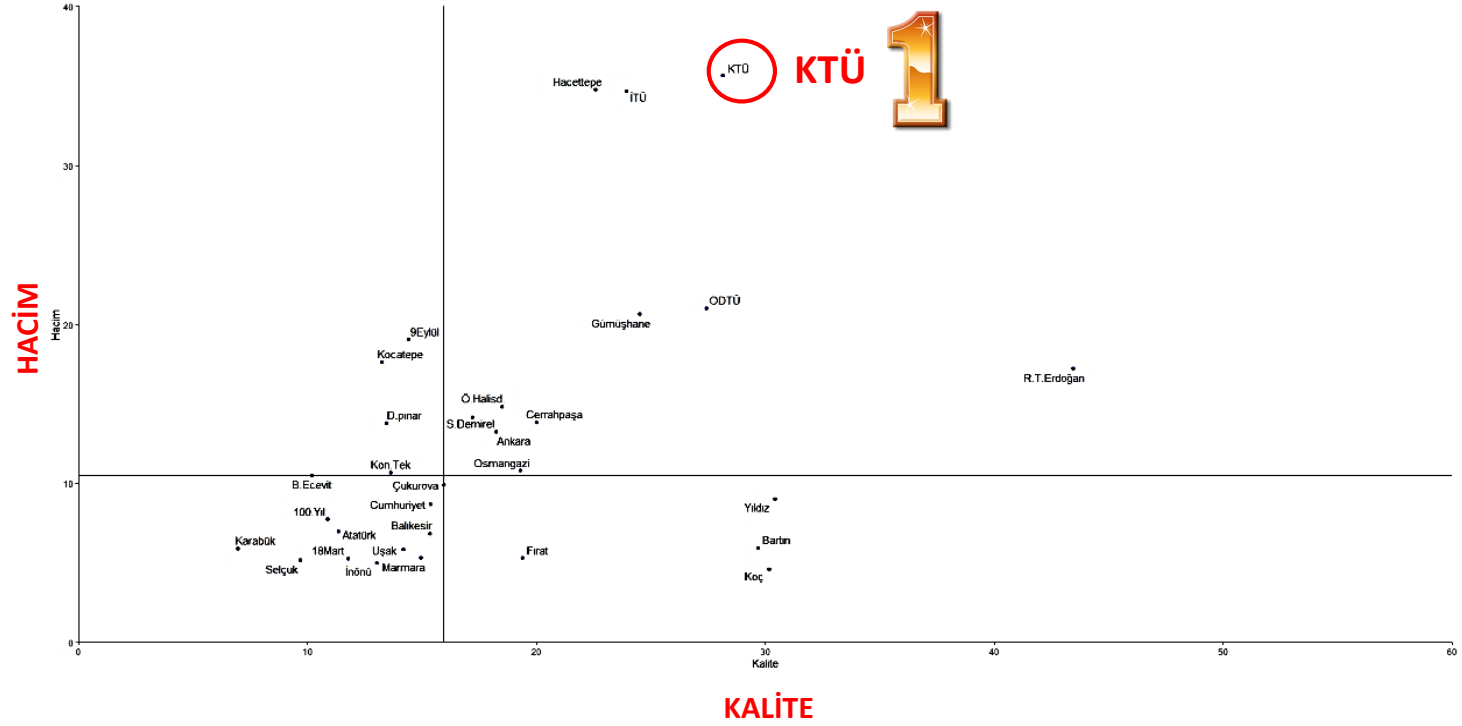 40
KTÜ
KTÜ
1
Hacettepe
İTÜ
30
ODTÜ
Gümüşhane
HACİM
Hacim
20
9Eylül
Kocatepe
R.T.Erdoğan
Ö.Halisd
D.pınar
Cerrahpaşa
S.Demirel
Ankara
Kon.Tek
Osmangazi
B.Ecevit
Çukurova
10
Cumhuriyet
Yıldız
100 Yıl
Balıkesir
Atatürk
Karabük
Bartın
18Mart
Uşak
Fırat
Selçuk
İnönü
Marmara
Koç
0
0
10
20
30
40
50
60
Kalite
KALİTE